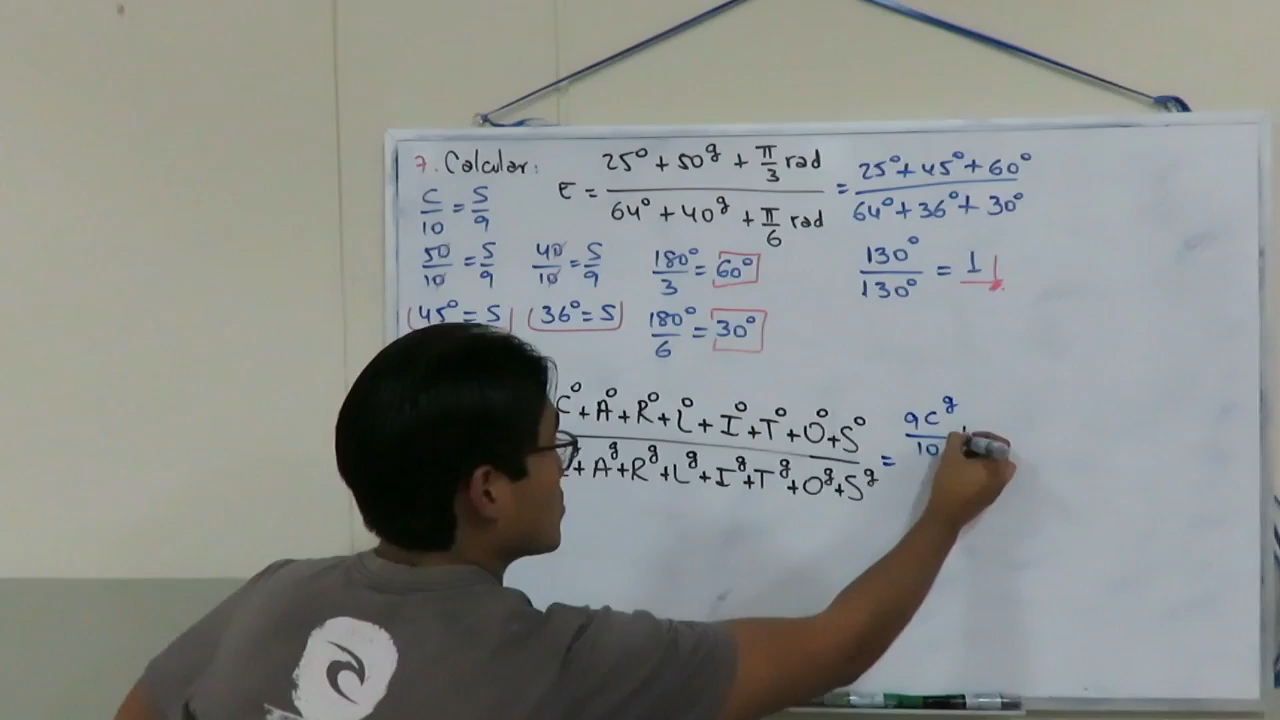 7. Calcular: E = (25° + 50^g + π/3 rad) / (64° + 40^g + π/6 rad) = (25° + 45° + 60°) / (64° + 36° + 30°)
C/10 = S/9
50/10 = S/9 40/10 = S/9 180°/3 = 60° 130°/130° = 1
45° = S 36° = S 180°/6 = 30°
C° + A° + R° + L° + I° + T° + O° + S° / + A^g + R^g + L^g + I^g + T^g + O^g + S^g = 9C^g/10